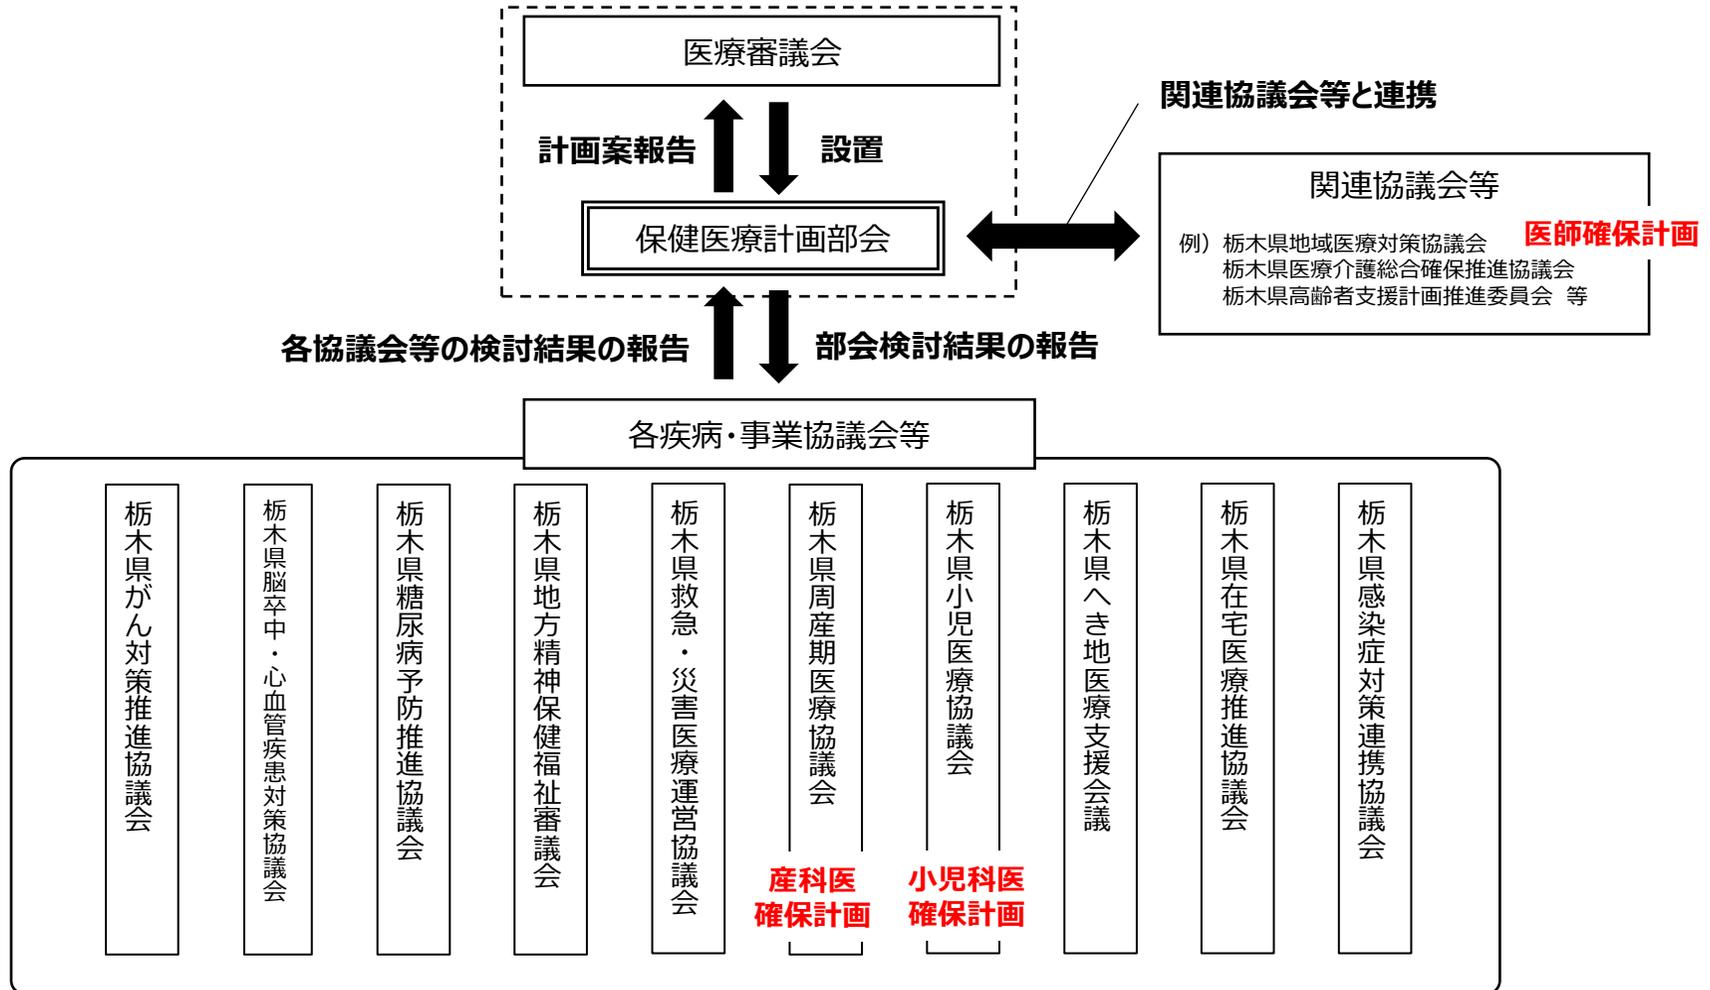 医療審議会
計画案報告
設置
保健医療計画部会
関連協議会等と連携
関連協議会等
医師確保計画
例）栃木県地域医療対策協議会
栃木県医療介護総合確保推進協議会
栃木県高齢者支援計画推進委員会 等
各協議会等の検討結果の報告
部会検討結果の報告
各疾病・事業協議会等
栃木県がん対策推進協議会
栃木県脳卒中・心血管疾患対策協議会
栃木県糖尿病予防推進協議会
栃木県地方精神保健福祉審議会
栃木県救急・災害医療運営協議会
栃木県周産期医療協議会
産科医
確保計画
栃木県小児医療協議会
小児科医
確保計画
栃木県へき地医療支援会議
栃木県在宅医療推進協議会
栃木県感染症対策連携協議会